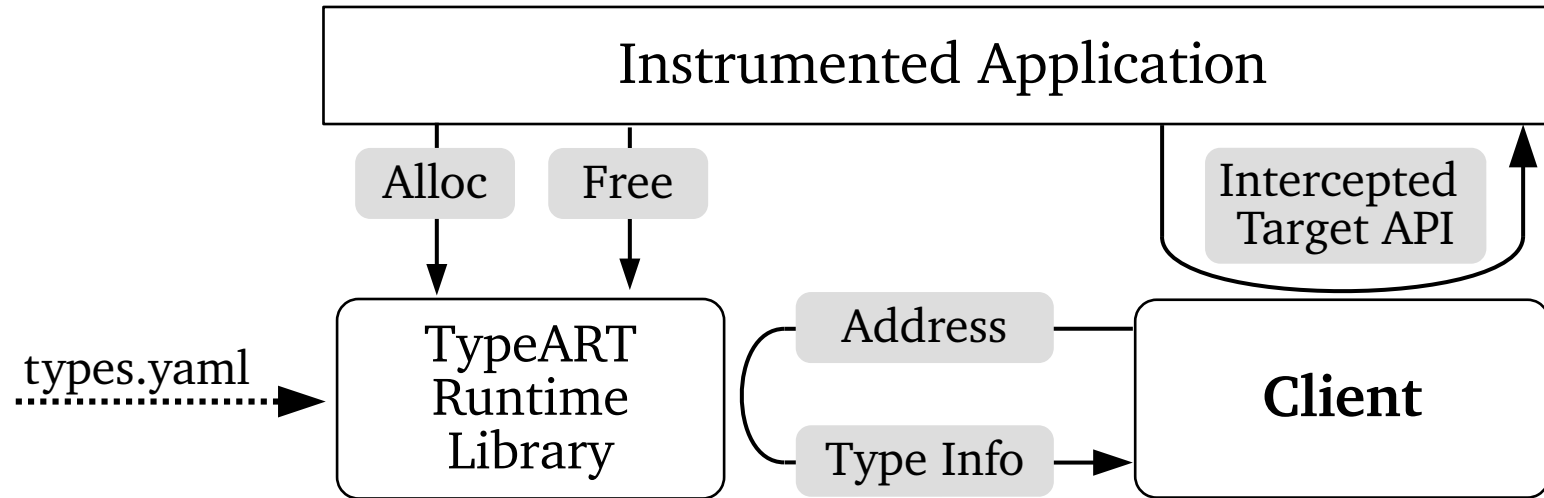 Instrumented Application
Alloc
Free
Intercepted
Target API
types.yaml
TypeART
Runtime
Library
Address
Type Info
Client